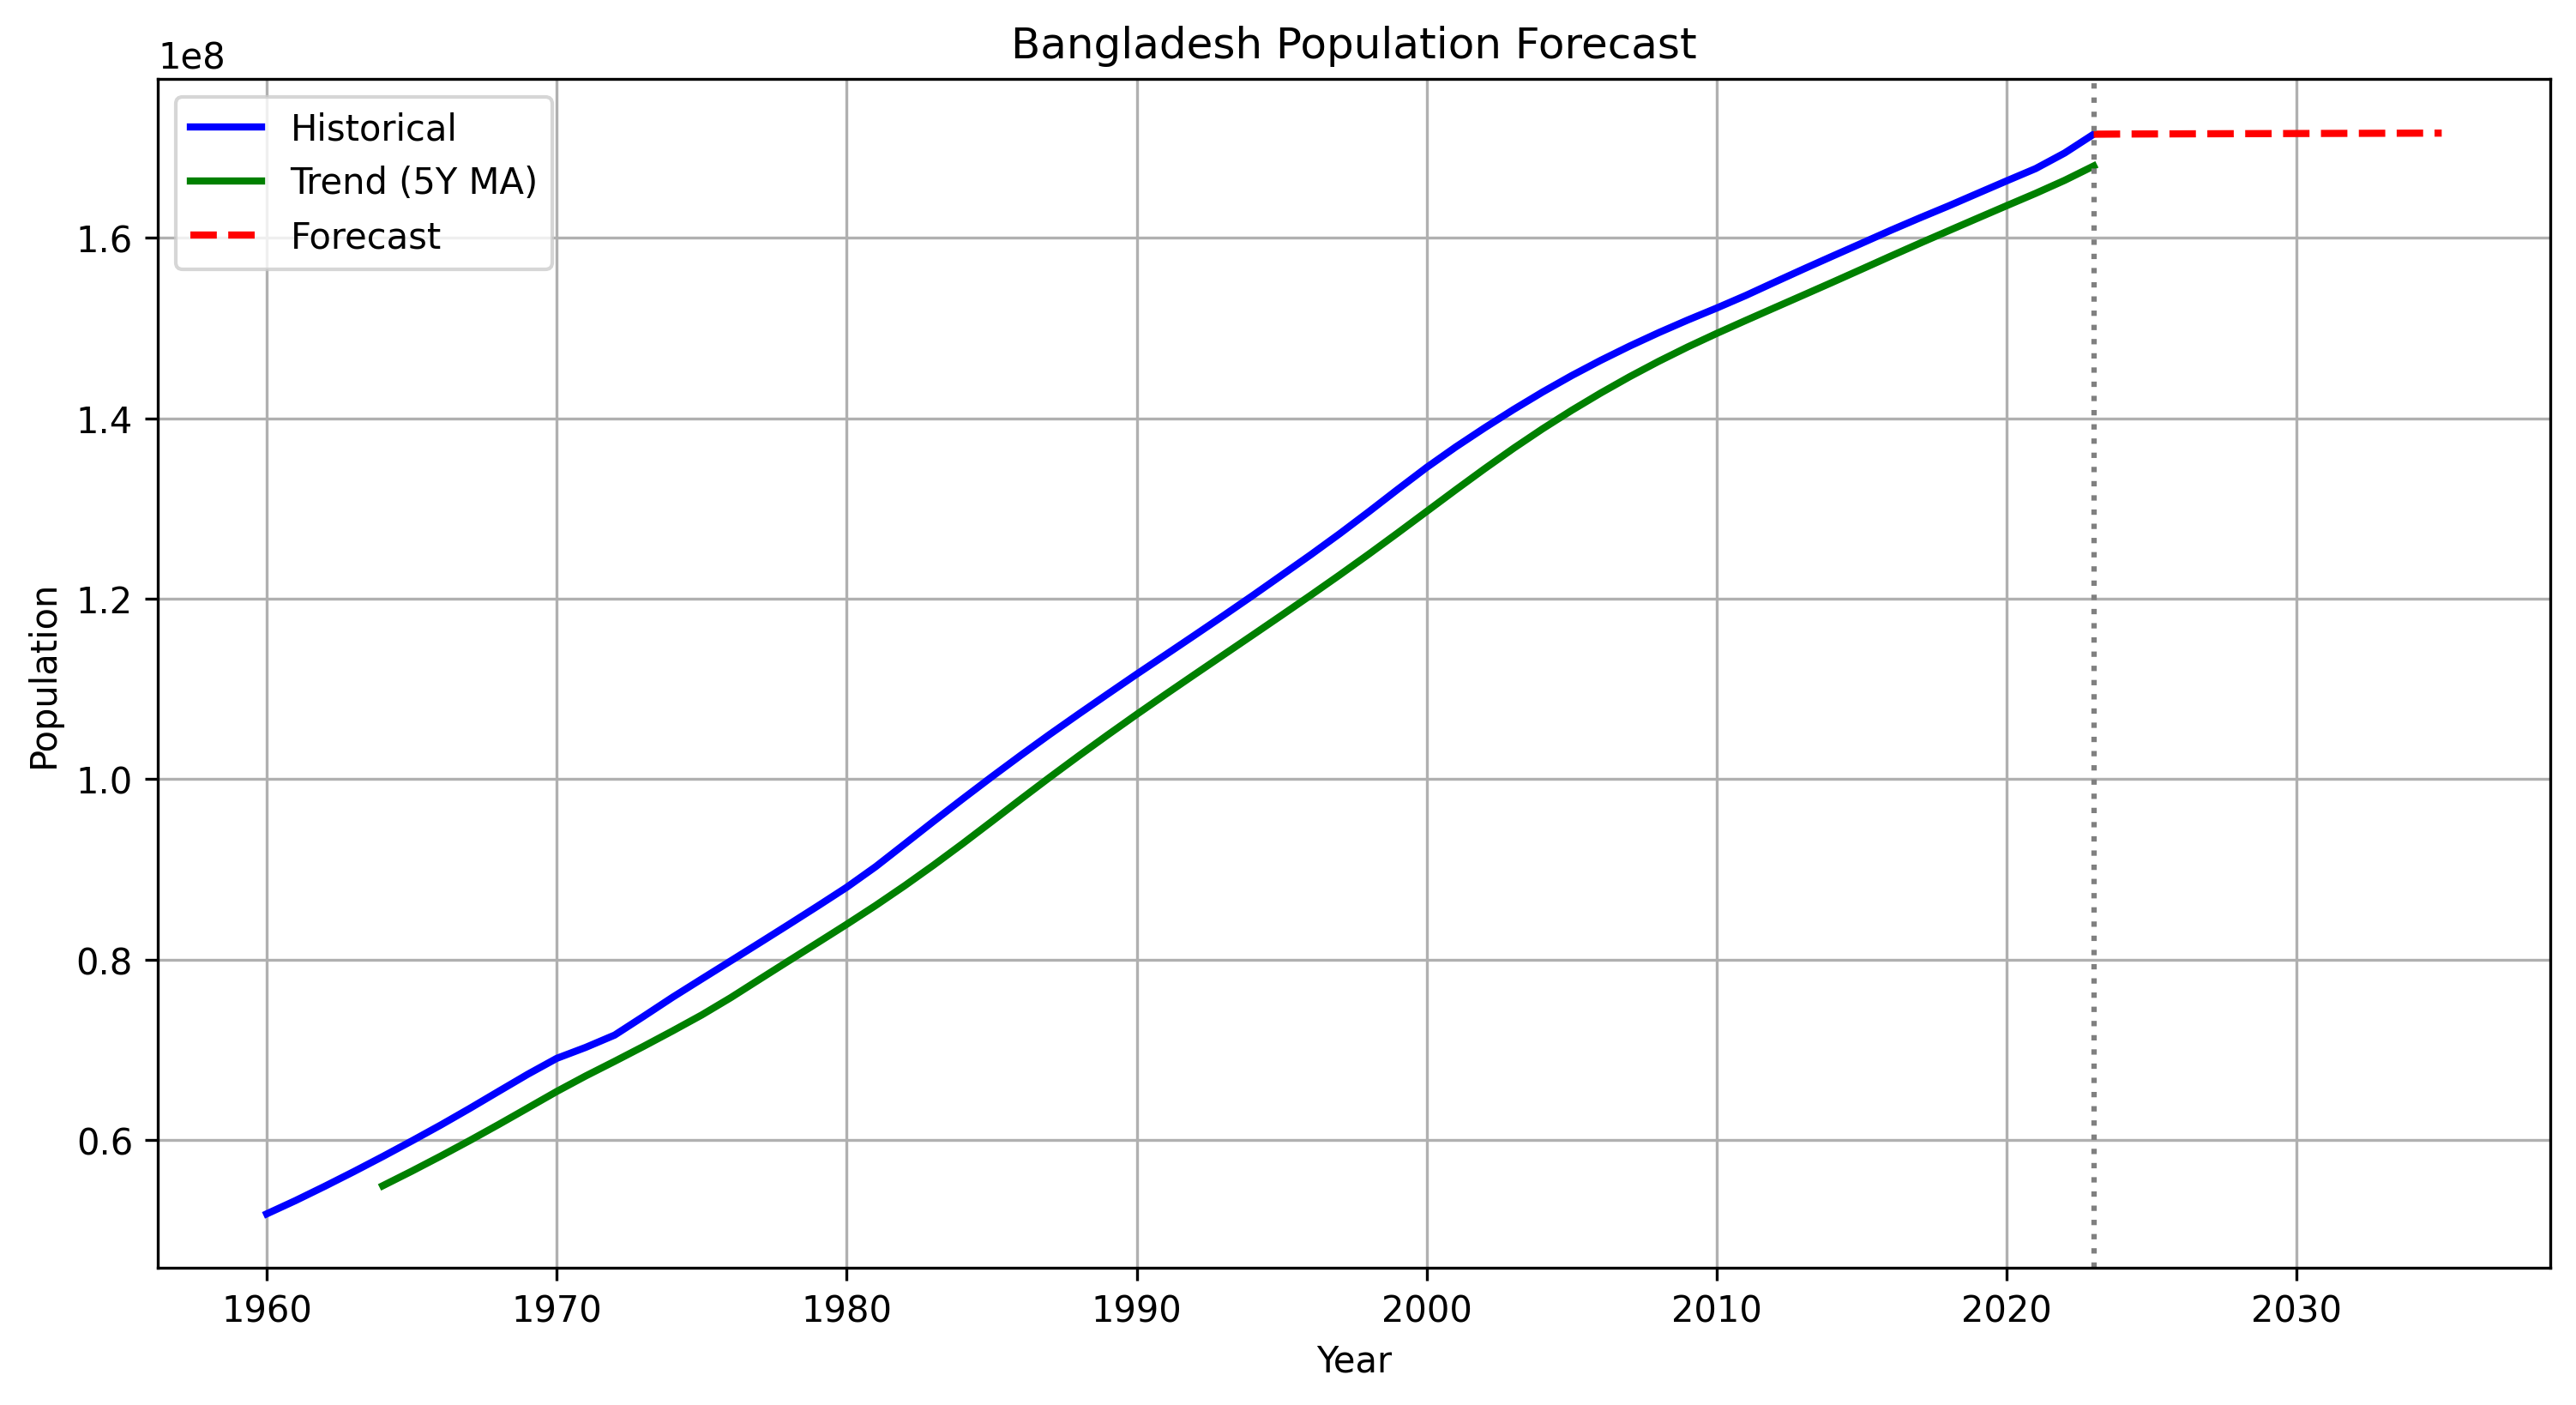 Bangladesh Population Forecast
1e8
Historical
Trend (5Y MA)
Forecast
1.6
1.4
1.2
1.0
0.8
0.6
Population
1960 1970 1980 1990 2000 2010 2020 2030
Year